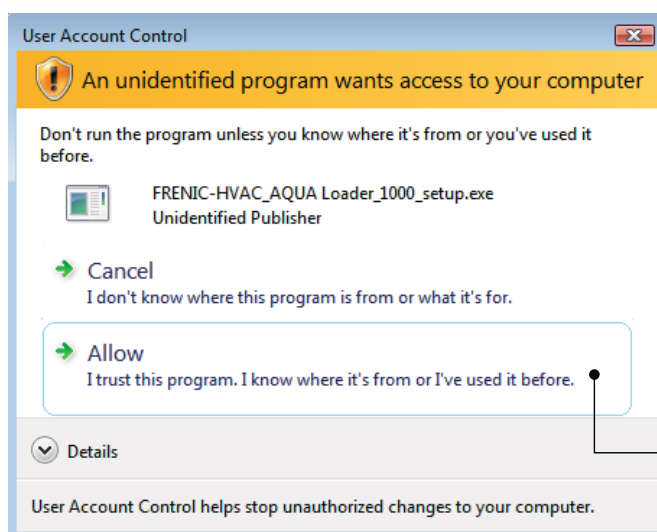 User Account Control
An unidentified program wants access to your computer
Don't run the program unless you know where it's from or you've used it
before.
FRENIC-HVAC_AQUA Loader_1000_setup.exe
Unidentified Publisher
Cancel
I don't know where this program is from or what it's for.
Allow
I trust this program. I know where it's from or I've used it before.
Details
User Account Control helps stop unauthorized changes to your computer.